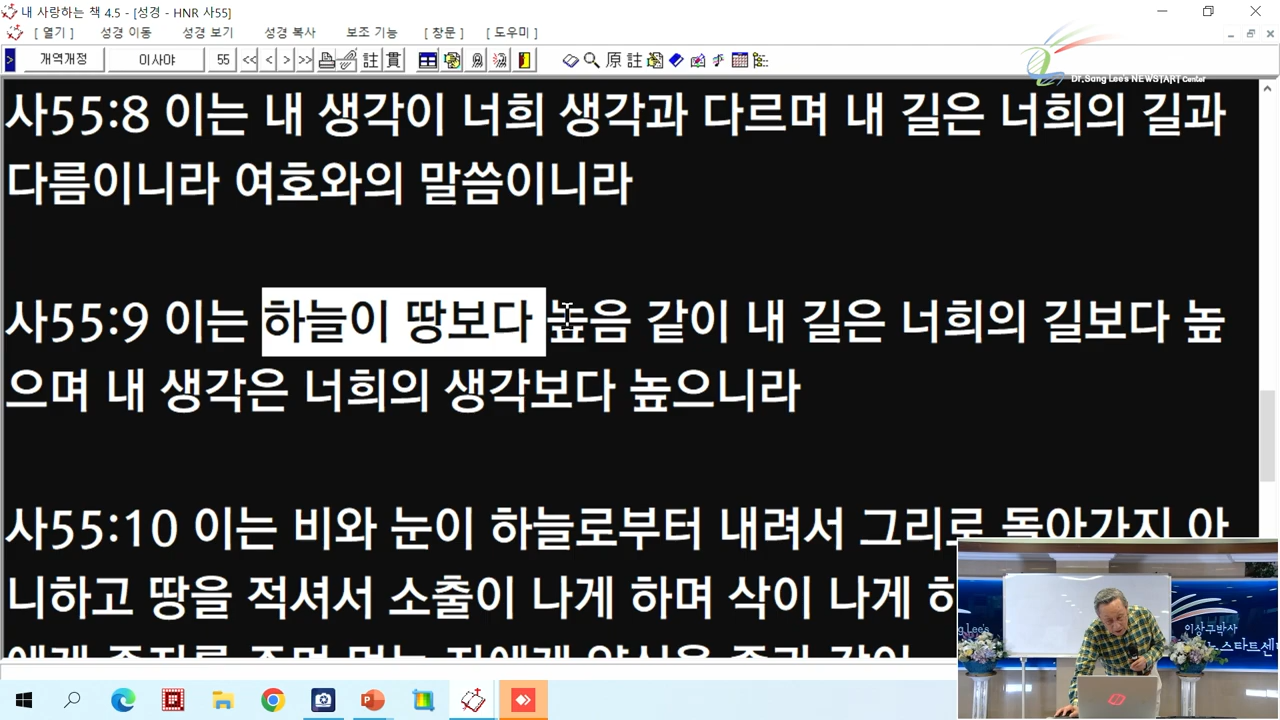 내 사랑하는 책 4.5 - [성경 - HNR 사55]
[ 열기 ] 성경 이동 성경 보기 성경 복사 보조 기능 [ 창문 ] [ 도우미 ]
개역개정 이사야 55 << < > >> 註 貫 原 註
Dr.Sang Lee's NEWSTART Center
사55:8 이는 내 생각이 너희 생각과 다르며 내 길은 너희의 길과
다름이니라 여호와의 말씀이니라
사55:9 이는 하늘이 땅보다 높음 같이 내 길은 너희의 길보다 높
으며 내 생각은 너희의 생각보다 높으니라
사55:10 이는 비와 눈이 하늘로부터 내려서 그리로 돌아가지 아
니하고 땅을 적셔서 소출이 나게 하며 싹이 나게 하
이상구박사
스타트센